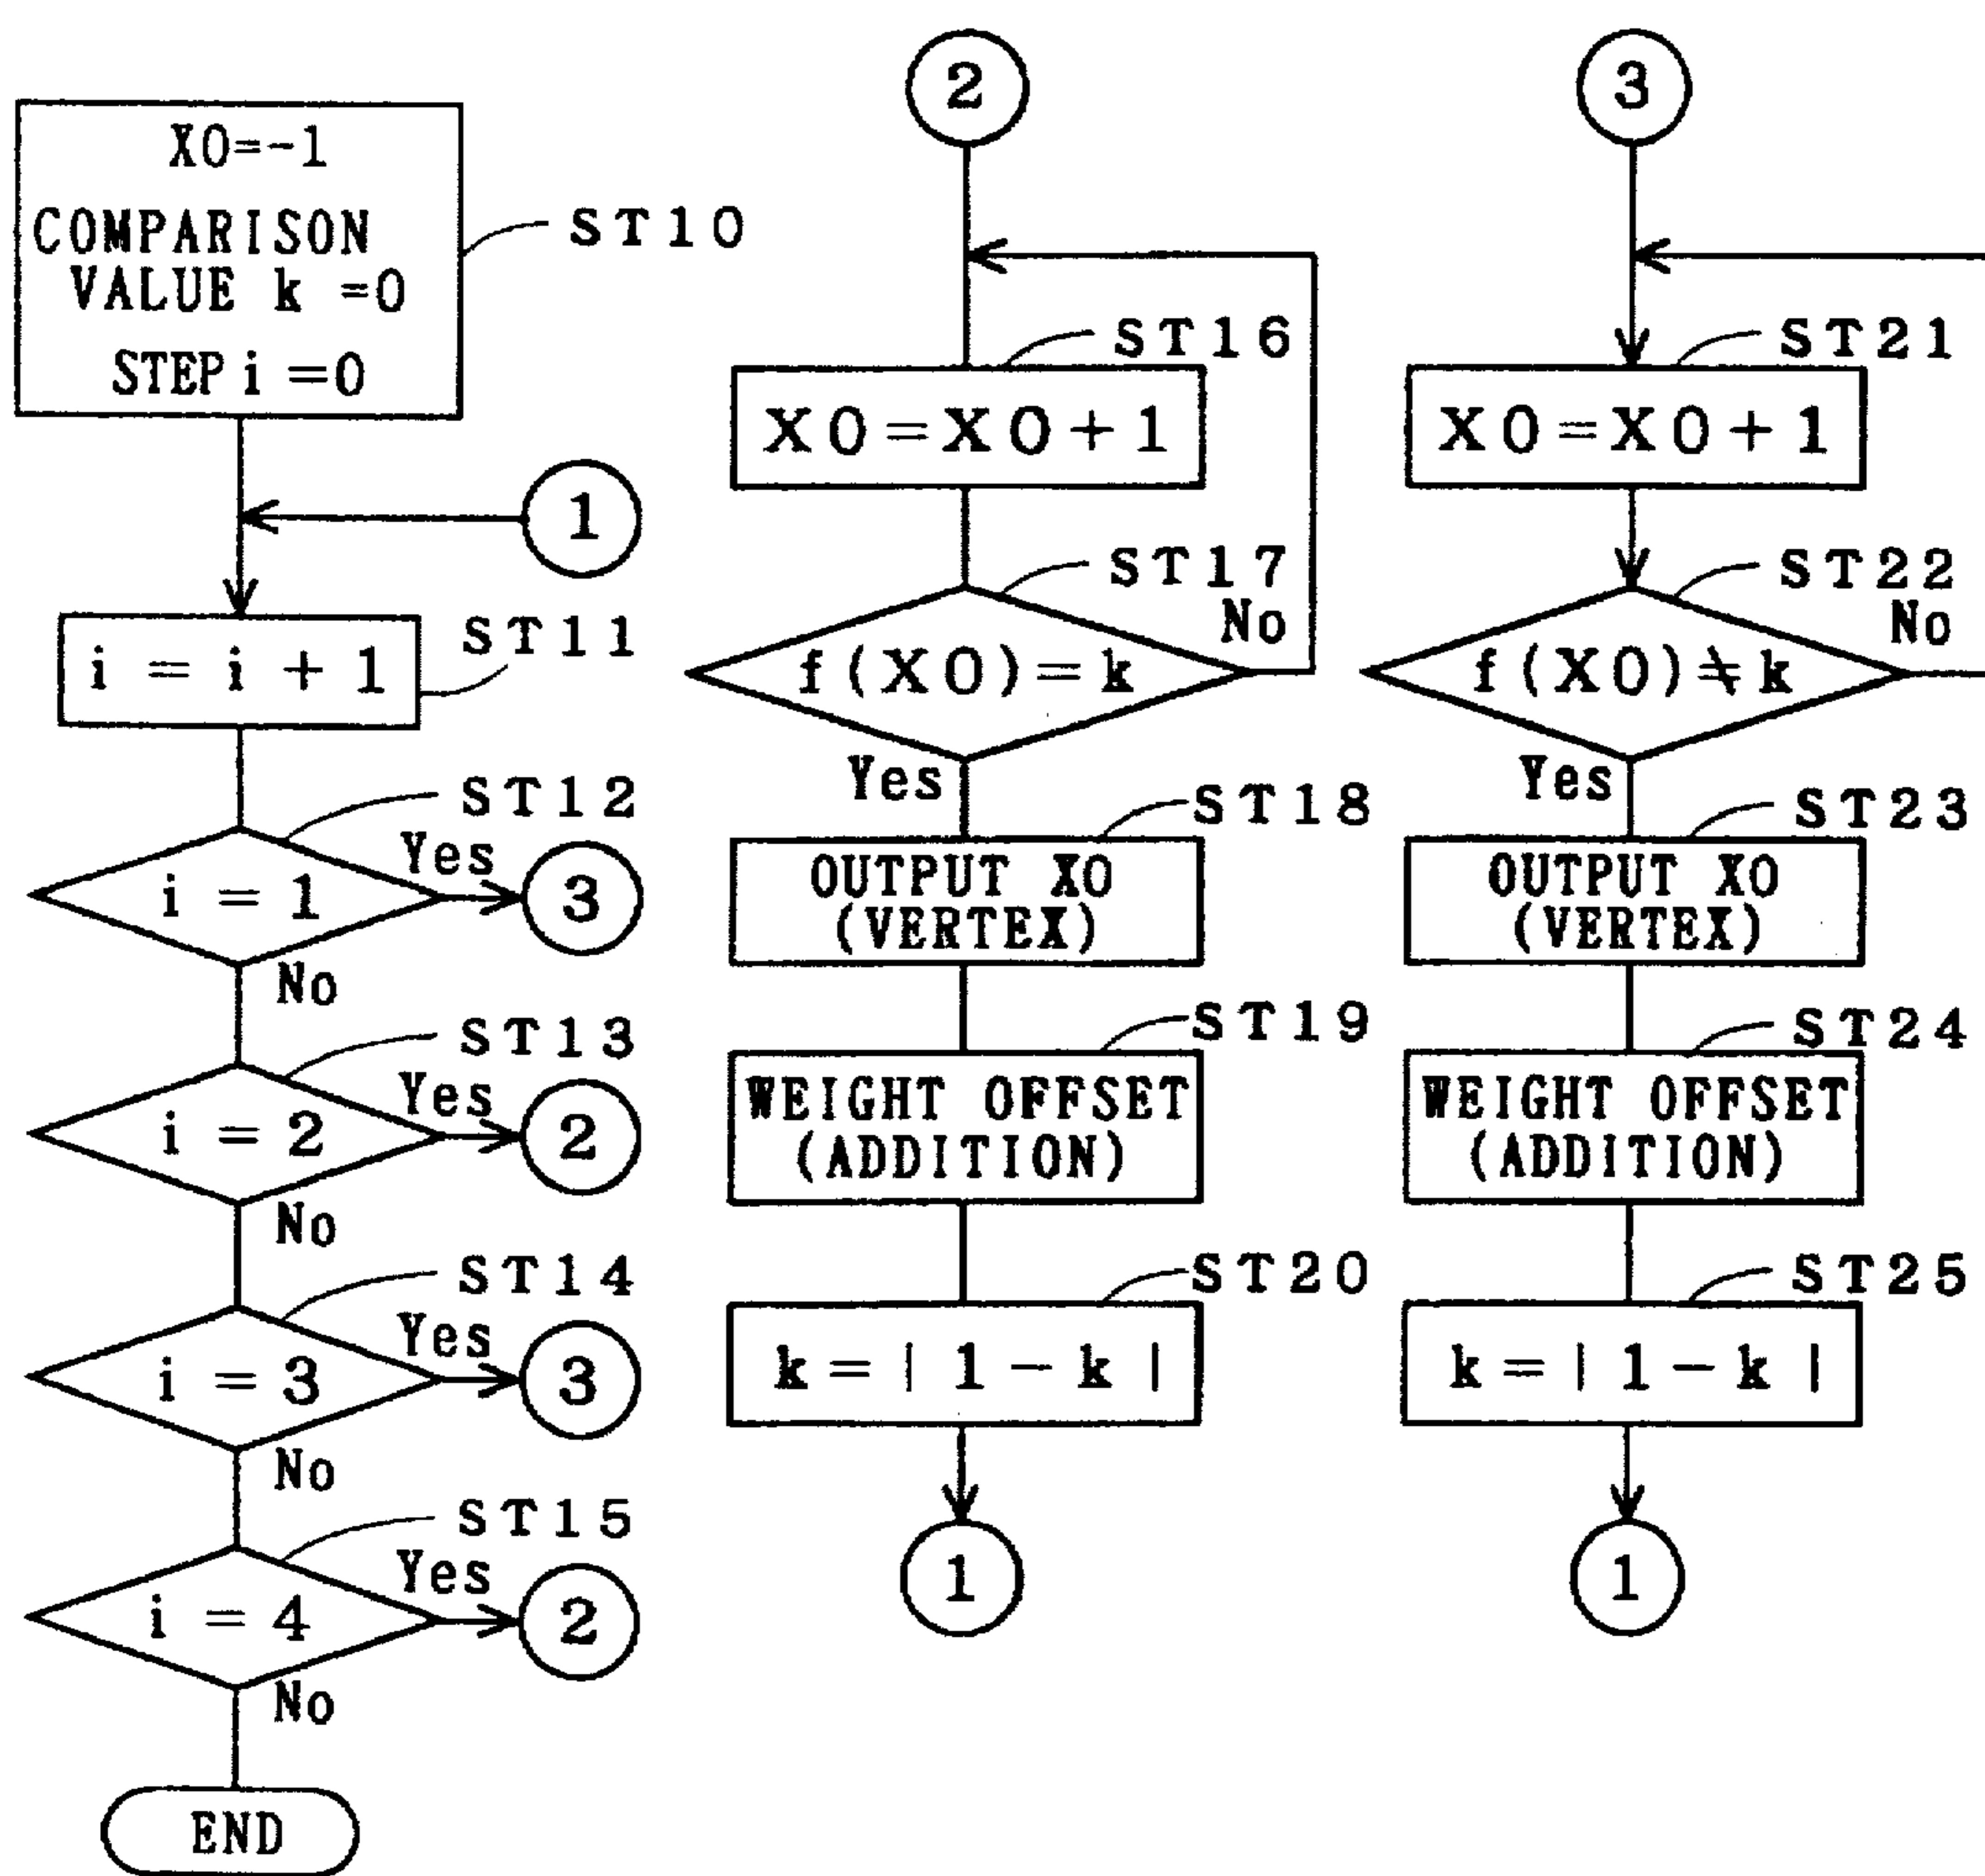 X0=-1
COMPARISON
VALUE k =0
STEP i =0
ST10
1
i = i + 1
ST11
ST12
i = 1
Yes
3
No
ST13
i = 2
Yes
2
No
ST14
i = 3
Yes
3
No
ST15
i = 4
Yes
2
No
END
2
ST16
X0=X0+1
ST17
f(X0)=k
No
Yes
ST18
OUTPUT X0
(VERTEX)
ST19
WEIGHT OFFSET
(ADDITION)
ST20
k=|1-k|
1
3
ST21
X0=X0+1
ST22
f(X0)≠k
No
Yes
ST23
OUTPUT X0
(VERTEX)
ST24
WEIGHT OFFSET
(ADDITION)
ST25
k=|1-k|
1